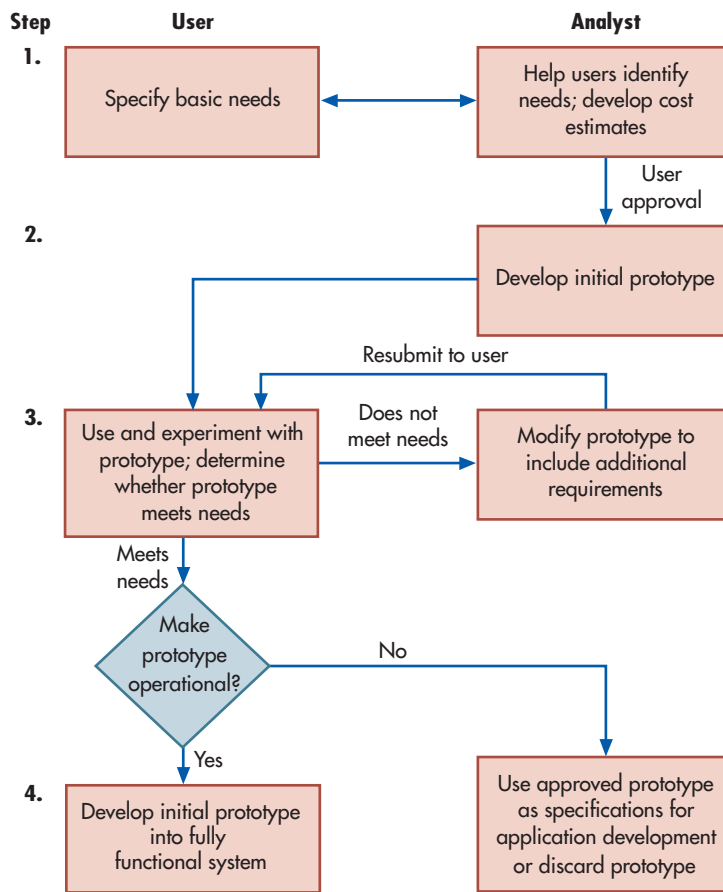 Step User Analyst
1.
Specify basic needs
Help users identify
needs; develop cost
estimates
User
approval
2.
Develop initial prototype
Resubmit to user
3.
Use and experiment with
prototype; determine
whether prototype
meets needs
Does not
meet needs
Modify prototype to
include additional
requirements
Meets
needs
Make
prototype
operational?
No
Yes
4.
Develop initial prototype
into fully
functional system
Use approved prototype
as specifications for
application development
or discard prototype